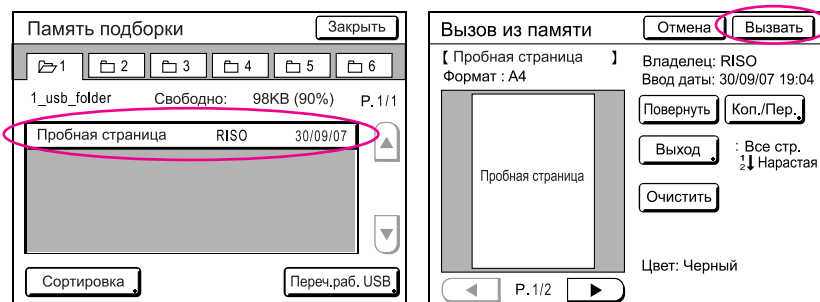 Память подборки
Закрыть
1 2 3 4 5 6
1_usb_folder Свободно: 98KB (90%) P. 1/1
Пробная страница RISO 30/09/07
Сортировка
Переч.раб. USB
Вызов из памяти
Отмена
Вызвать
【 Пробная страница 】
Формат : A4
Владелец: RISO
Ввод даты: 30/09/07 19:04
Повернуть
Коп./Пер.
Выход
: Все стр.
1 2 Нарастая
Очистить
Пробная страница
Цвет: Черный
P. 1/2